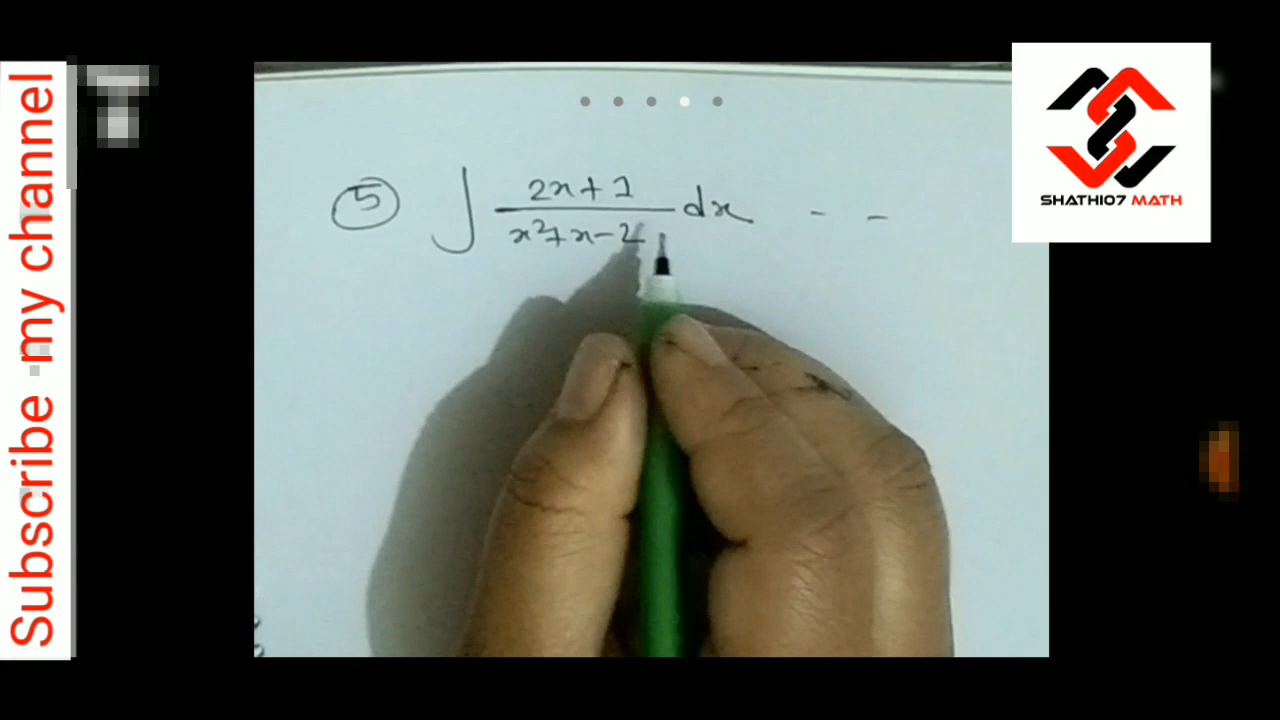 Subscribe my channel
SHATHI07 MATH
⑤ ∫ (2x+1)/(x²+x-2) dx - -